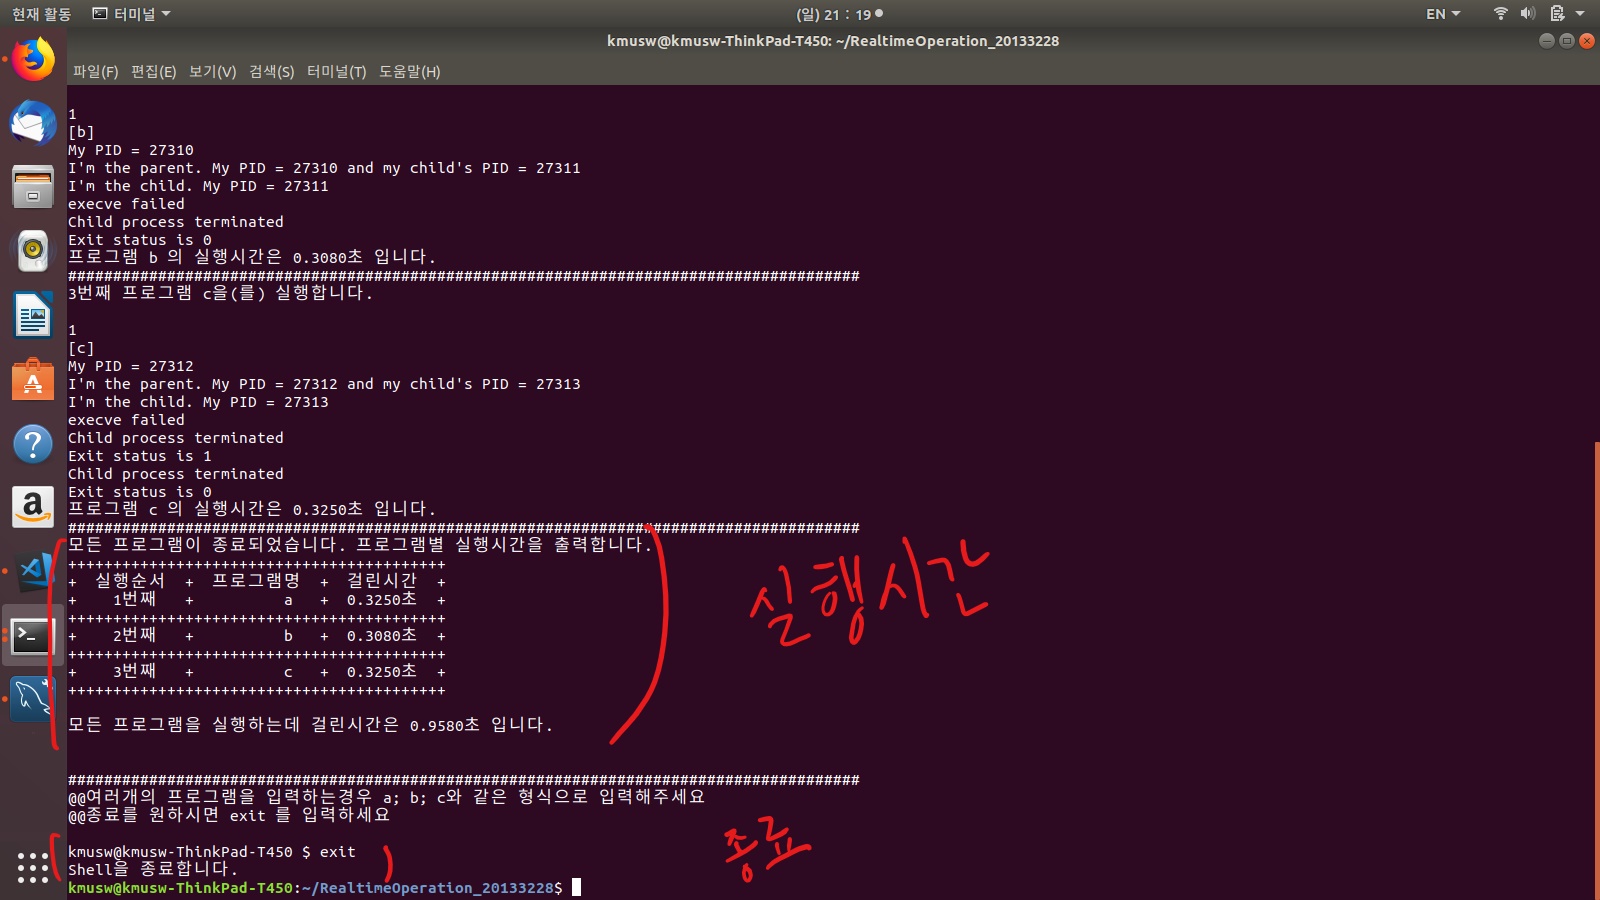 현재 활동 터미널 (일) 21 : 19 EN
kmusw@kmusw-ThinkPad-T450: ~/RealtimeOperation_20133228
파일(F) 편집(E) 보기(V) 검색(S) 터미널(T) 도움말(H)
1
[b]
My PID = 27310
I'm the parent. My PID = 27310 and my child's PID = 27311
I'm the child. My PID = 27311
execve failed
Child process terminated
Exit status is 0
프로그램 b 의 실행시간은 0.3080초 입니다.
########################################################################################
3번째 프로그램 c을(를) 실행합니다.
1
[c]
My PID = 27312
I'm the parent. My PID = 27312 and my child's PID = 27313
I'm the child. My PID = 27313
execve failed
Child process terminated
Exit status is 1
Child process terminated
Exit status is 0
프로그램 c 의 실행시간은 0.3250초 입니다.
########################################################################################
모든 프로그램이 종료되었습니다. 프로그램별 실행시간을 출력합니다.
++++++++++++++++++++++++++++++++++++++++++
+ 실행순서 + 프로그램명 + 걸린시간 +
+ 1번째 + a + 0.3250초 +
++++++++++++++++++++++++++++++++++++++++++
+ 2번째 + b + 0.3080초 +
++++++++++++++++++++++++++++++++++++++++++
+ 3번째 + c + 0.3250초 +
++++++++++++++++++++++++++++++++++++++++++
실행시간
모든 프로그램을 실행하는데 걸린시간은 0.9580초 입니다.
########################################################################################
@@여러개의 프로그램을 입력하는경우 a; b; c와 같은 형식으로 입력해주세요
@@종료를 원하시면 exit 를 입력하세요
종료
kmusw@kmusw-ThinkPad-T450 $ exit
Shell을 종료합니다.
kmusw@kmusw-ThinkPad-T450:~/RealtimeOperation_20133228$